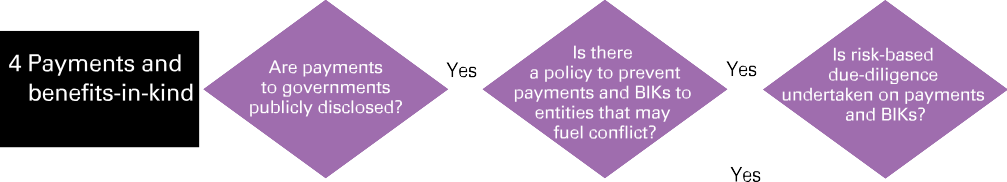 4 Payments and
benefits-in-kind
Are payments
to governments
publicly disclosed?
Yes
Is there
a policy to prevent
payments and BIKs to
entities that may
fuel conflict?
Yes
Is risk-based
due-diligence
undertaken on payments
and BIKs?
Yes